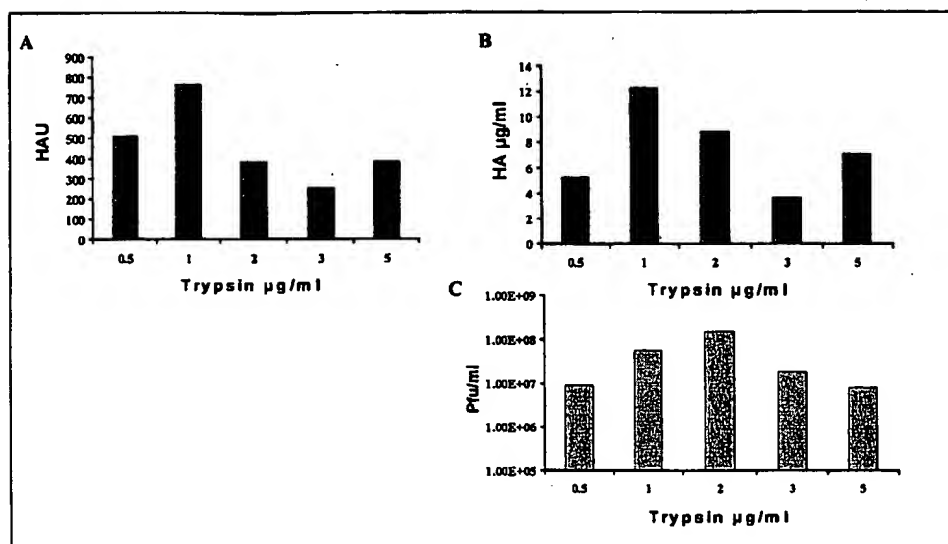 A
900
800
700
600
500
400
300
200
100
0
HAU
0.5 1 2 3 5
Trypsin µg/ml
B
14
12
10
8
6
4
2
0
HA µg/ml
0.5 1 2 3 5
Trypsin µg/ml
C
1.00E+09
1.00E+08
1.00E+07
1.00E+06
1.00E+05
Pfu/ml
0.5 1 2 3 5
Trypsin µg/ml